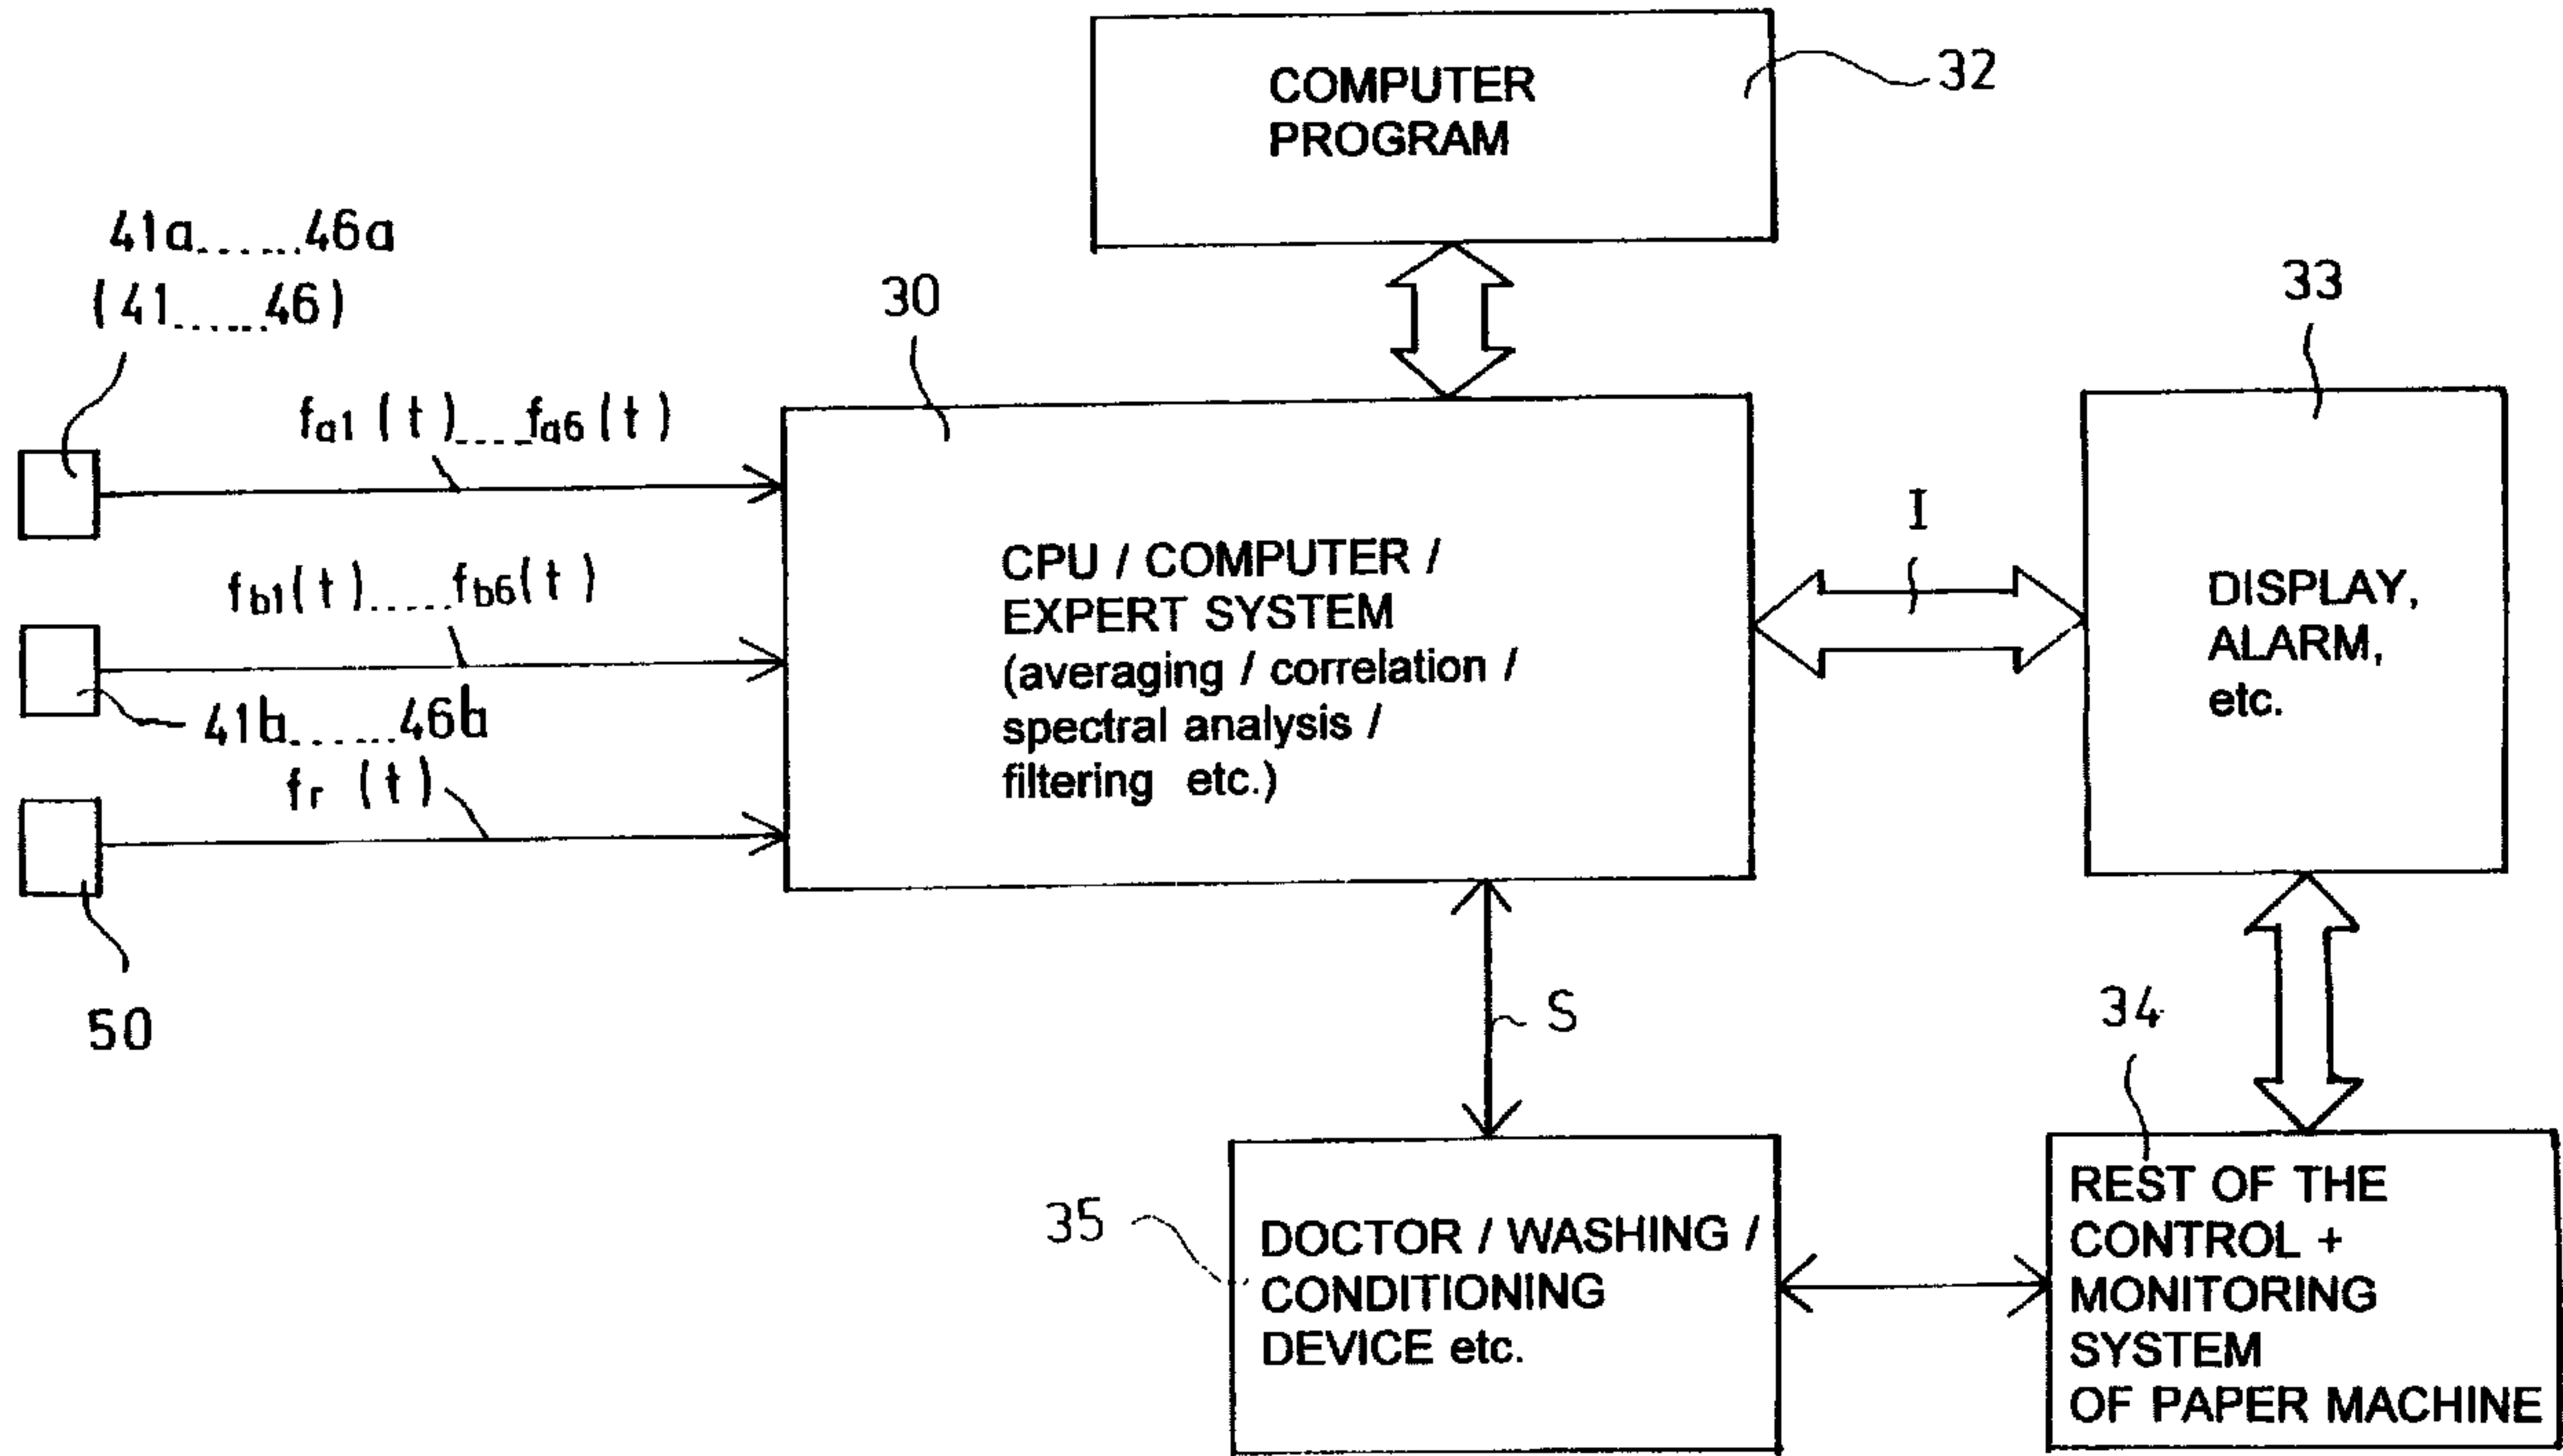 COMPUTER
PROGRAM
32
41a.......46a
(41......46)
30
33
fa1 (t).....fa6 (t)
I
CPU / COMPUTER /
EXPERT SYSTEM
(averaging / correlation /
spectral analysis /
filtering etc.)
DISPLAY,
ALARM,
etc.
fb1(t)......fb6(t)
41b.......46b
fr (t)
50
S
34
35
DOCTOR / WASHING /
CONDITIONING
DEVICE etc.
REST OF THE
CONTROL +
MONITORING
SYSTEM
OF PAPER MACHINE